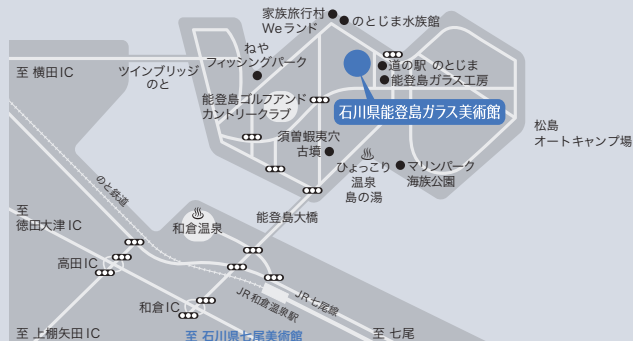 家族旅行村
Weランド
のとじま水族館
ねや
フィッシングパーク
道の駅 のとじま
能登島ガラス工房
至 横田IC
ツインブリッジ
のと
能登島ゴルフアンド
カントリークラブ
石川県能登島ガラス美術館
松島
オートキャンプ場
須曽蝦夷穴
古墳
ひょっこり
温泉
島の湯
マリンパーク
海族公園
のと鉄道
至
徳田大津IC
和倉温泉
能登島大橋
高田IC
和倉IC
JR和倉温泉駅
JR七尾線
至 上棚矢田IC
至 石川県七尾美術館
至 七尾